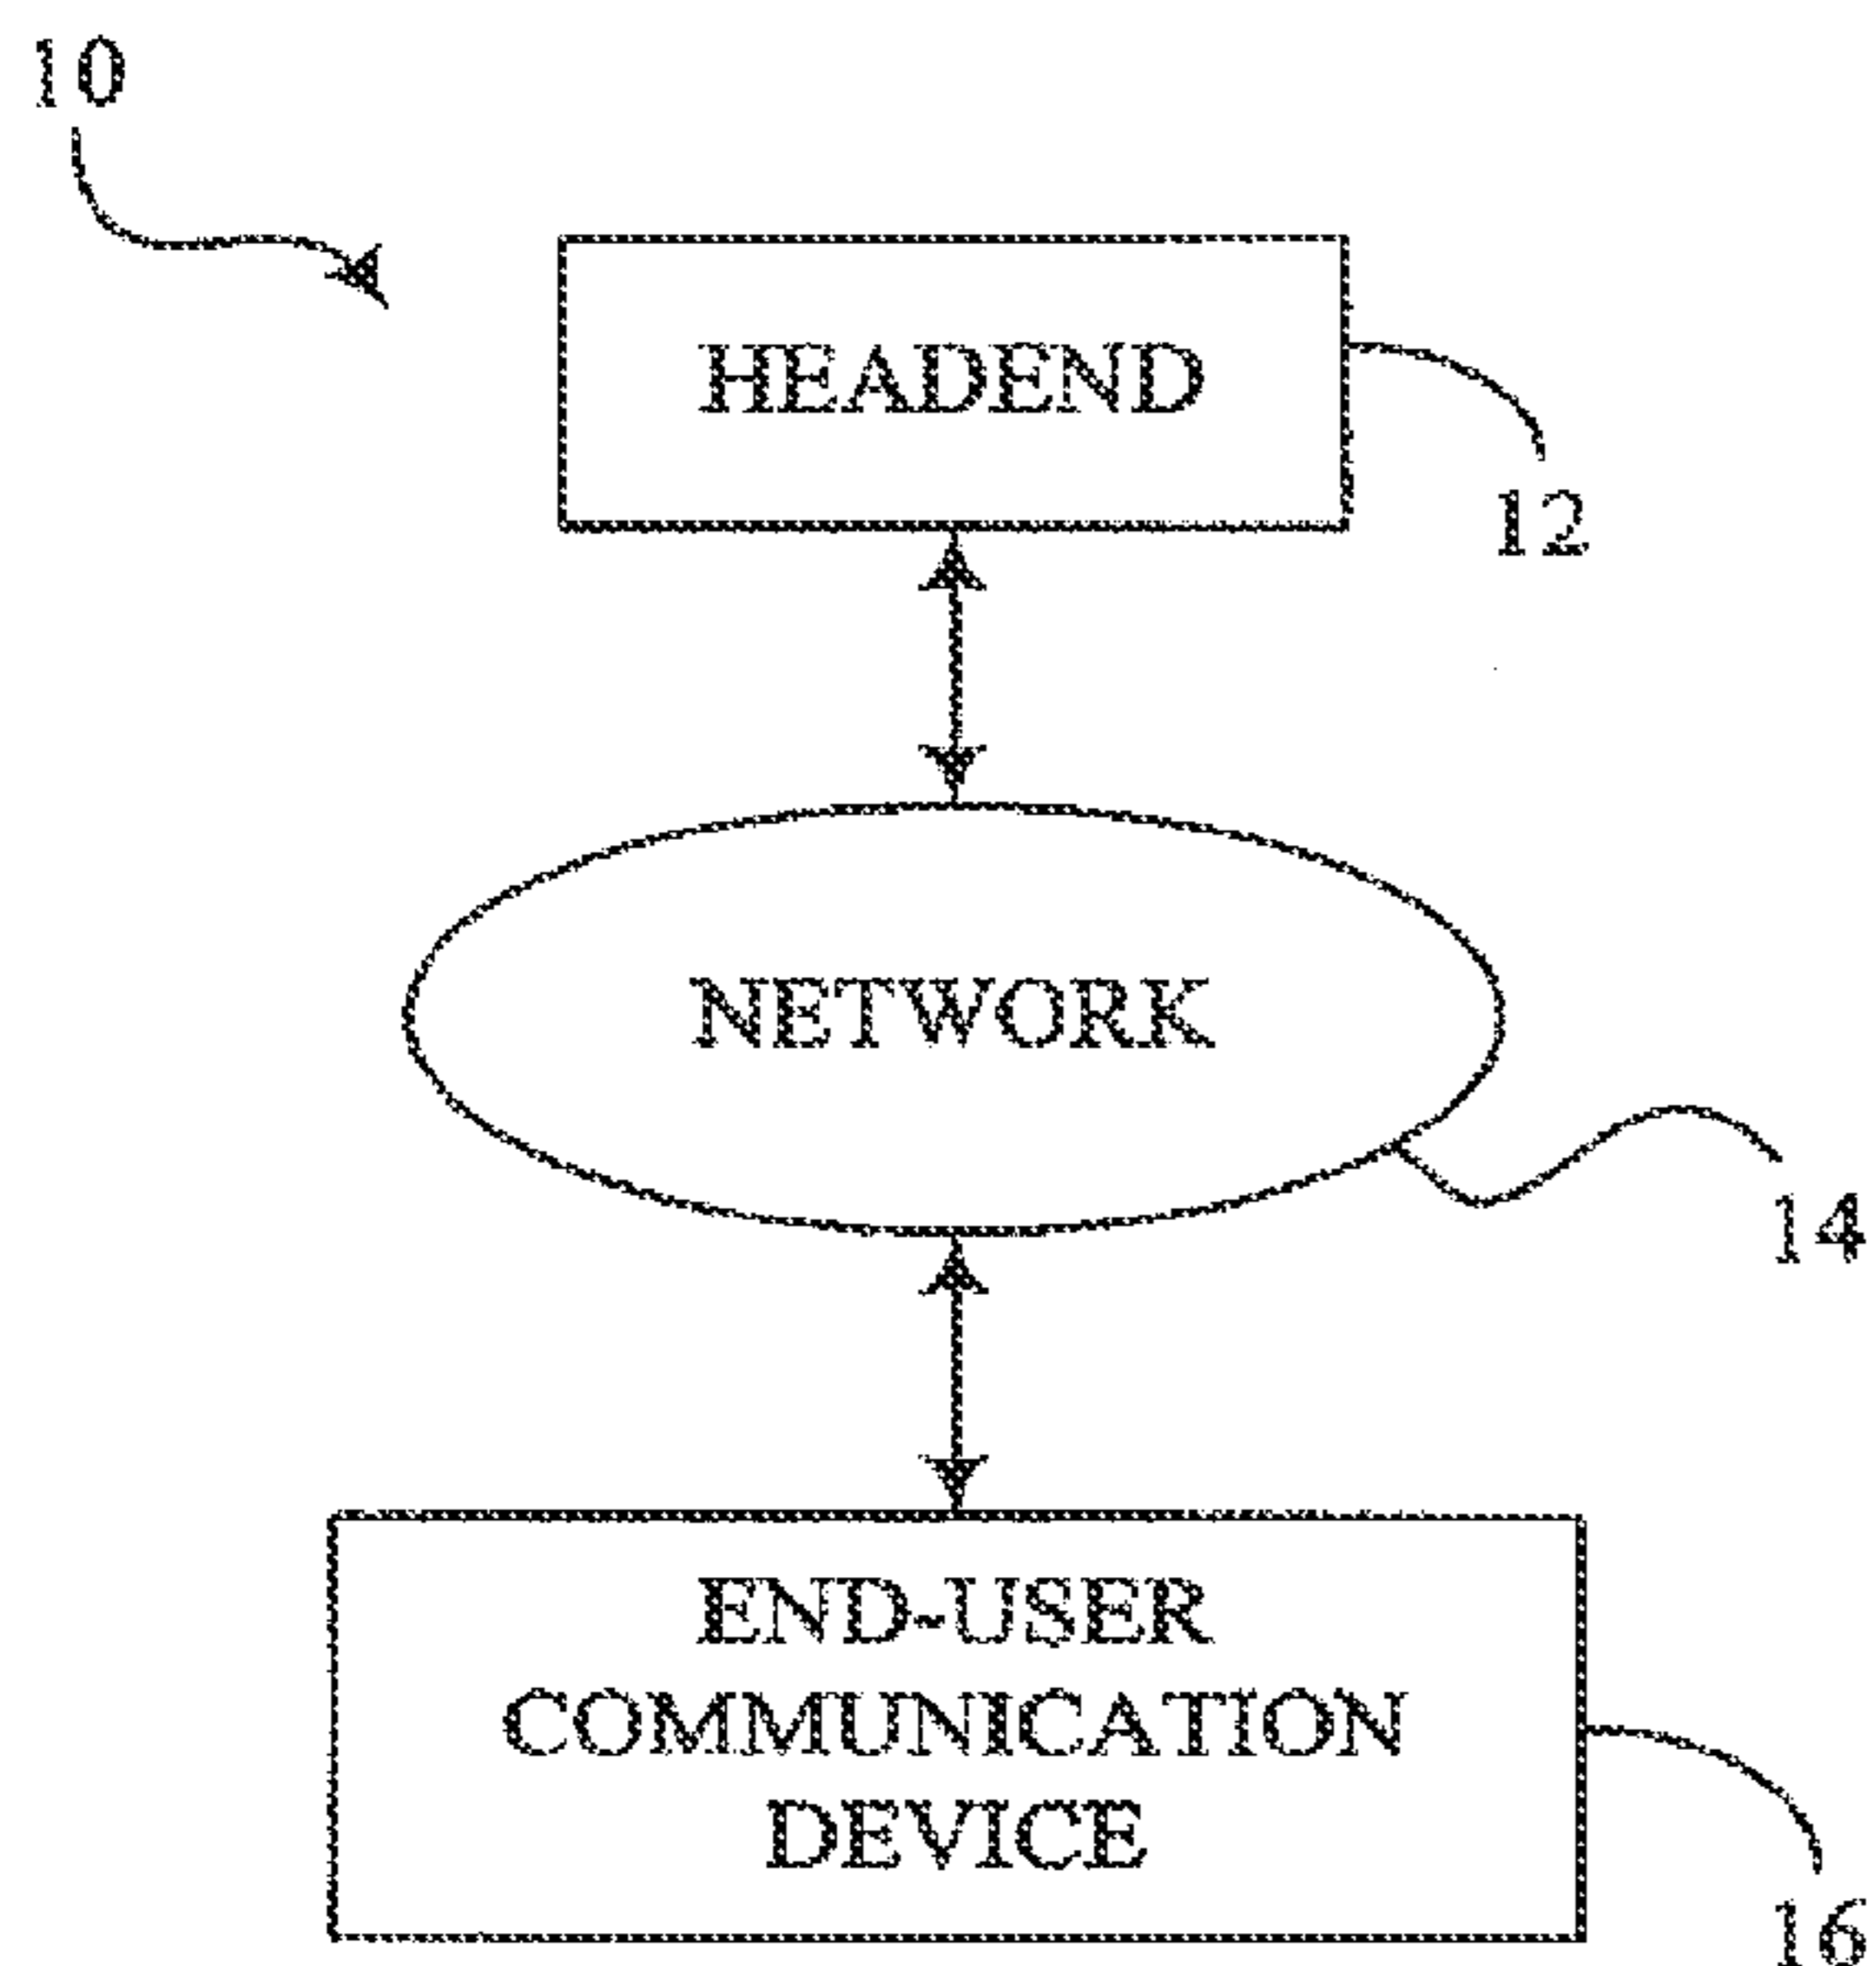 10
HEADEND
12
NETWORK
14
END-USER
COMMUNICATION
DEVICE
16